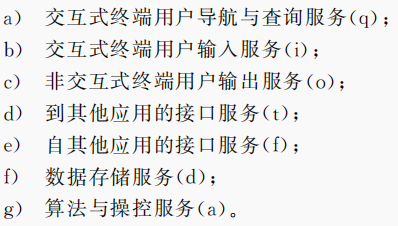 a) 交互式终端用户导航与查询服务(q);
b) 交互式终端用户输入服务(i);
c) 非交互式终端用户输出服务(o);
d) 到其他应用的接口服务(t);
e) 自其他应用的接口服务(f);
f) 数据存储服务(d);
g) 算法与操控服务(a)。